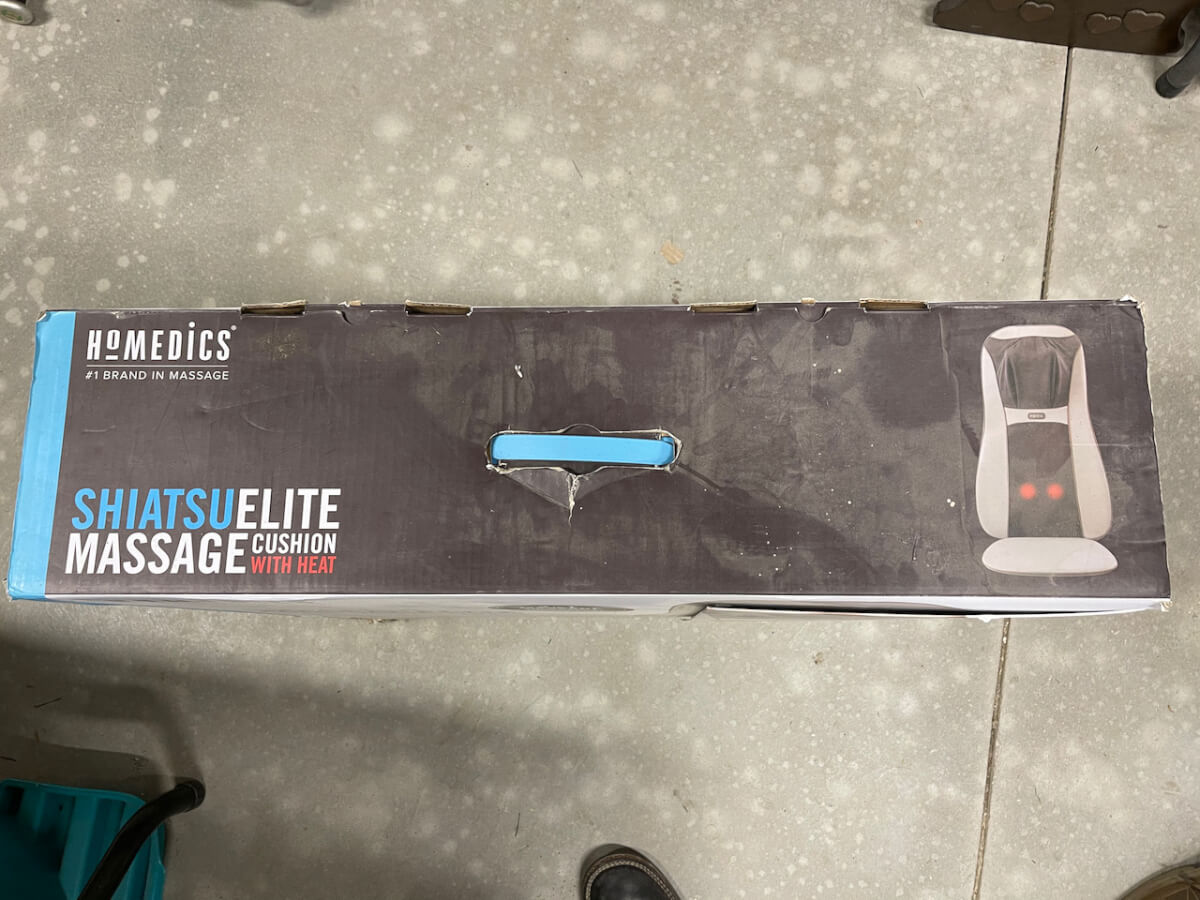 HoMEDiCS®
#1 BRAND IN MASSAGE
SHIATSUELITE
MASSAGE CUSHION
WITH HEAT